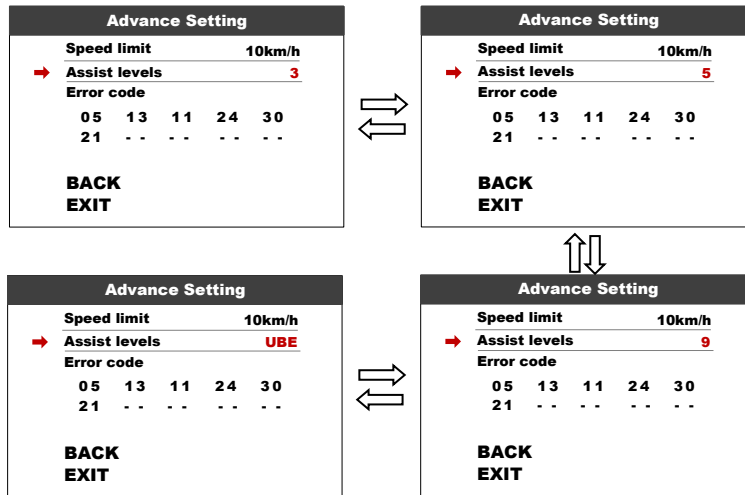 Advance Setting
Speed limit 10km/h
Assist levels 3
Error code
05 13 11 24 30
21 - - - - - - - -
BACK
EXIT
Advance Setting
Speed limit 10km/h
Assist levels 5
Error code
05 13 11 24 30
21 - - - - - - - -
BACK
EXIT
Advance Setting
Speed limit 10km/h
Assist levels UBE
Error code
05 13 11 24 30
21 - - - - - - - -
BACK
EXIT
Advance Setting
Speed limit 10km/h
Assist levels 9
Error code
05 13 11 24 30
21 - - - - - - - -
BACK
EXIT